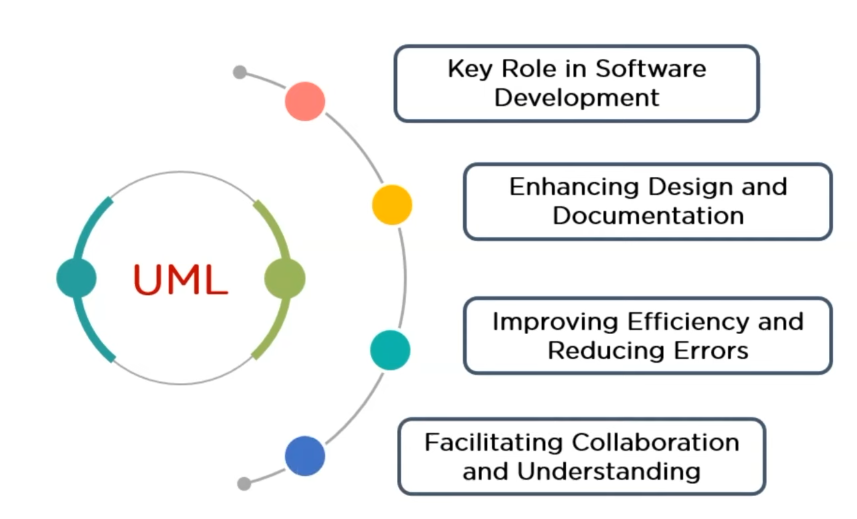 UML
Key Role in Software
Development
Enhancing Design and
Documentation
Improving Efficiency and
Reducing Errors
Facilitating Collaboration
and Understanding